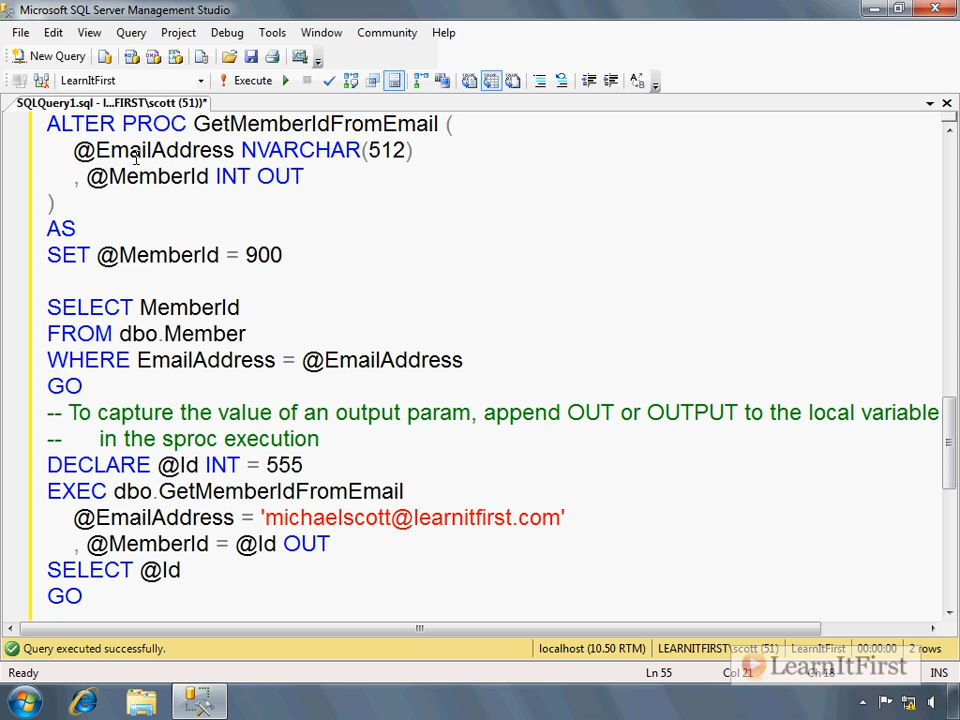 Microsoft SQL Server Management Studio
File Edit View Query Project Debug Tools Window Community Help
New Query
LearnItFirst Execute
SQLQuery1.sql - l...FIRST\scott (51))*
ALTER PROC GetMemberIdFromEmail (
@EmailAddress NVARCHAR(512)
, @MemberId INT OUT
)
AS
SET @MemberId = 900
SELECT MemberId
FROM dbo.Member
WHERE EmailAddress = @EmailAddress
GO
-- To capture the value of an output param, append OUT or OUTPUT to the local variable
-- in the sproc execution
DECLARE @Id INT = 555
EXEC dbo.GetMemberIdFromEmail
@EmailAddress = 'michaelscott@learnitfirst.com'
, @MemberId = @Id OUT
SELECT @Id
GO
Query executed successfully. localhost (10.50 RTM) LEARNITFIRST\scott (51) LearnItFirst 00:00:00 2 rows
Ready Ln 55 Col 21 Ch 18 INS
LearnItFirst